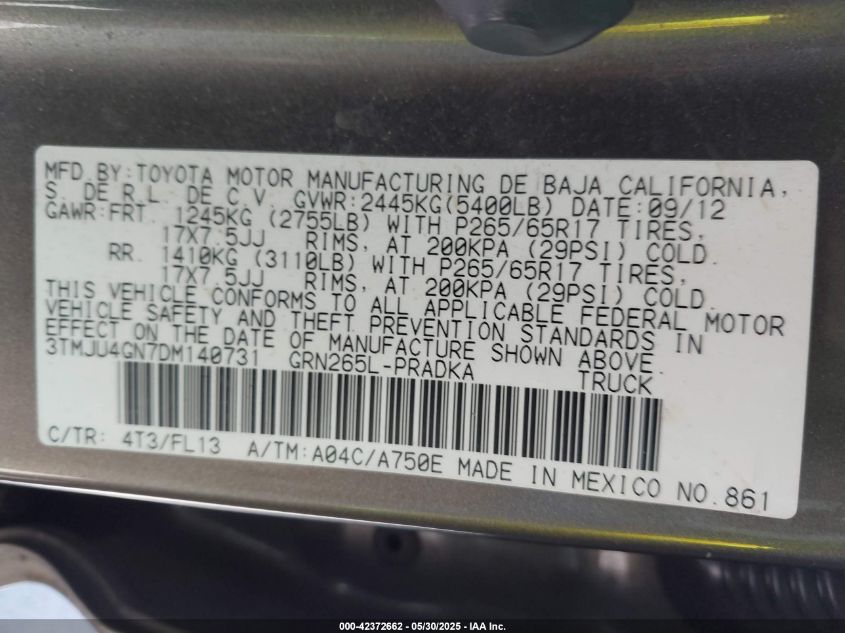 MFD.BY:TOYOTA MOTOR MANUFACTURING DE BAJA CALIFORNIA,
S. DE R.L. DE C.V. GVWR:2445KG(5400LB) DATE:09/12
GAWR:FRT. 1245KG (2755LB) WITH P265/65R17 TIRES,
17X7.5JJ RIMS, AT 200KPA (29PSI) COLD.
RR. 1410KG (3110LB) WITH P265/65R17 TIRES,
17X7.5JJ RIMS, AT 200KPA (29PSI) COLD.
THIS VEHICLE CONFORMS TO ALL APPLICABLE FEDERAL MOTOR
VEHICLE SAFETY AND THEFT PREVENTION STANDARDS IN
EFFECT ON THE DATE OF MANUFACTURE SHOWN ABOVE.
3TMJU4GN7DM140731 GRN265L-PRADKA TRUCK
C/TR: 4T3/FL13 A/TM:A04C/A750E MADE IN MEXICO NO.861
000-42372662 - 05/30/2025 - IAA Inc.